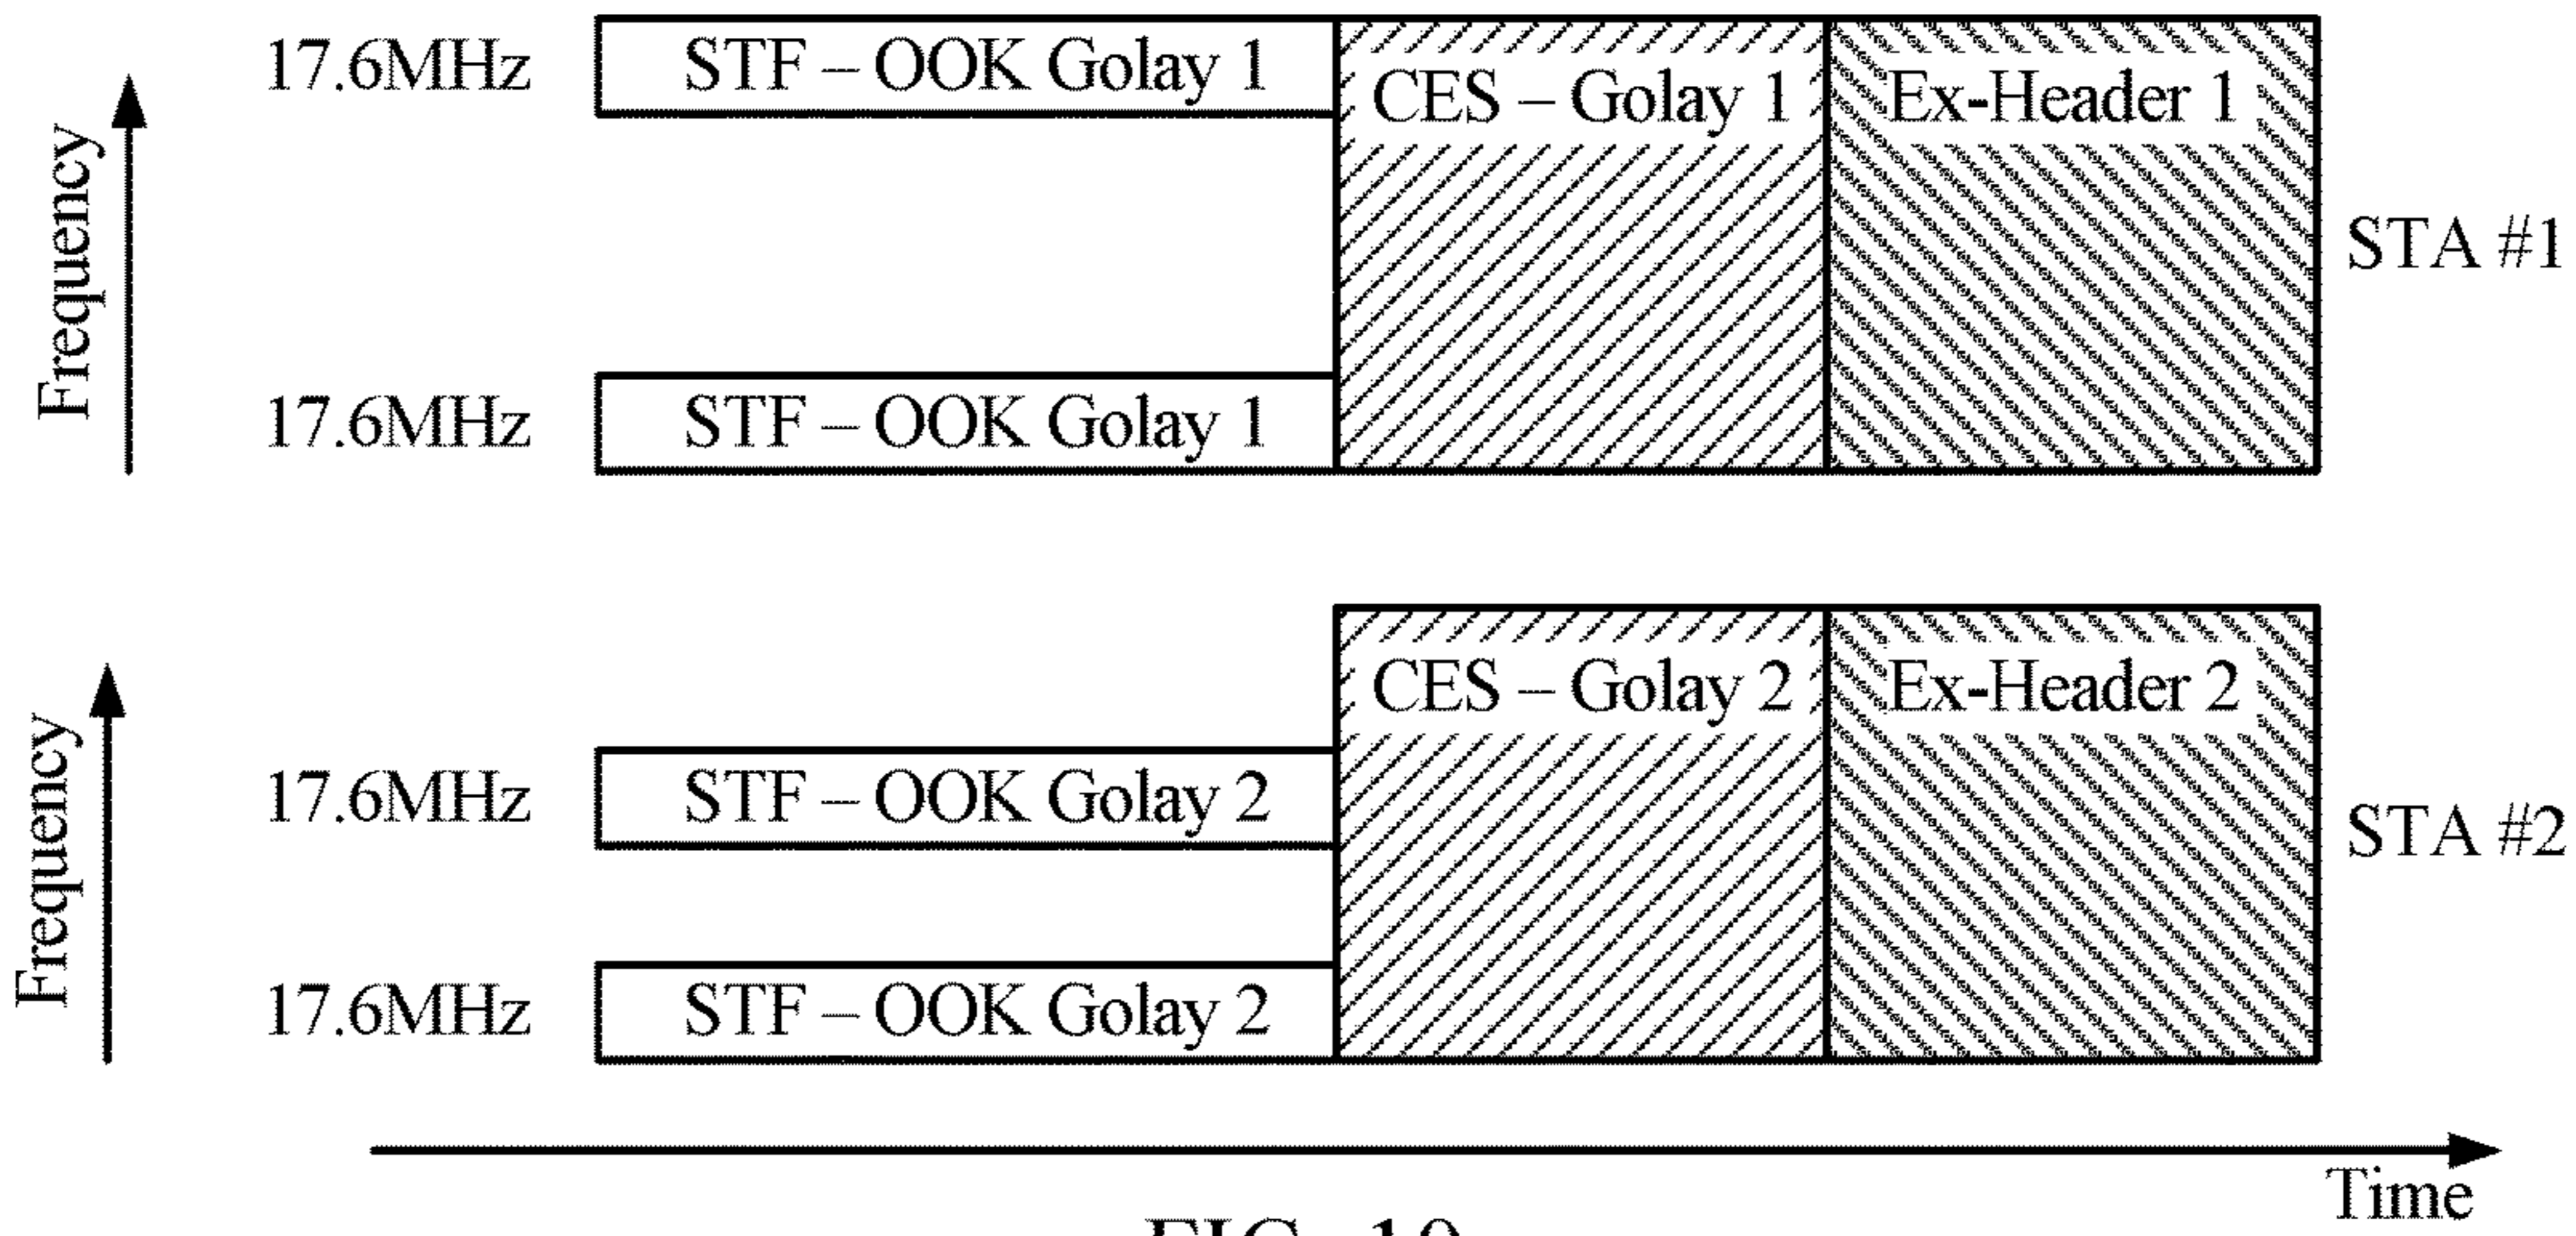 17.6MHz STF – OOK Golay 1 CES – Golay 1 Ex-Header 1
Frequency
STA #1
17.6MHz STF – OOK Golay 1
CES – Golay 2 Ex-Header 2
Frequency
17.6MHz STF – OOK Golay 2 STA #2
17.6MHz STF – OOK Golay 2
Time